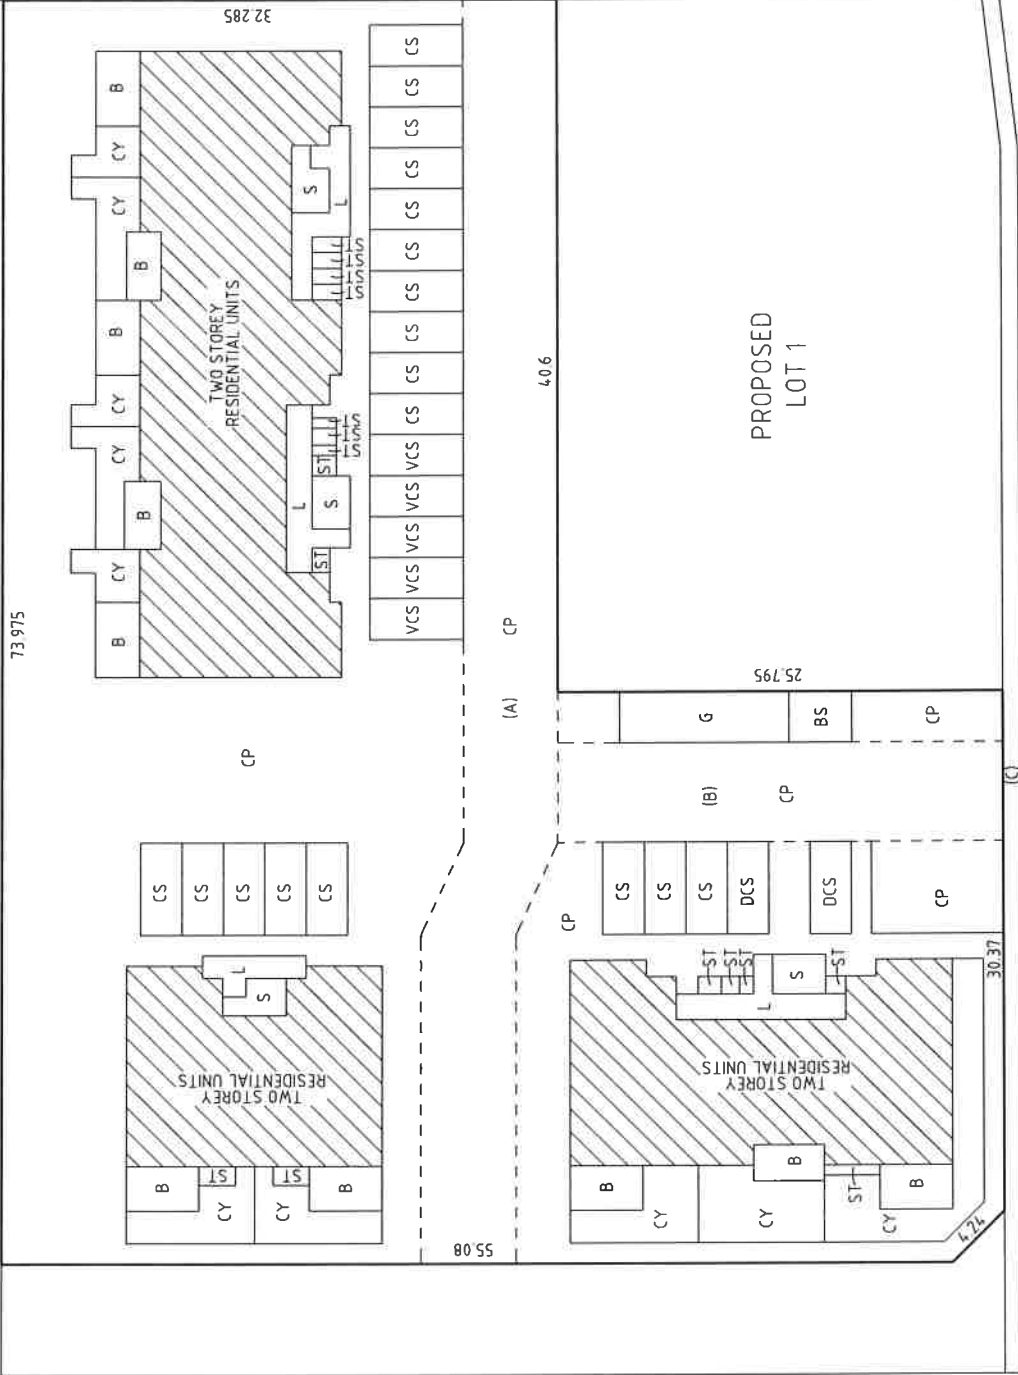 32.285
73.975
B
CY
CY
B
B
CY
CY
B
CY
B
TWO STOREY
RESIDENTIAL UNITS
S
L
ST
ST
ST
ST
L
ST
ST
ST
ST
S
ST
CS
CS
CS
CS
CS
CS
CS
CS
CS
CS
VCS
VCS
VCS
VCS
VCS
40.6
PROPOSED
LOT 1
CP
(A)
CP
25.795
G
BS
CP
(B)
CP
(C)
CS
CS
CS
CS
CS
CP
CS
CS
CS
DCS
DCS
CP
30.37
L
S
TWO STOREY
RESIDENTIAL UNITS
B
ST
CY
ST
CY
B
55.08
ST
ST
ST
S
ST
L
TWO STOREY
RESIDENTIAL UNITS
B
CY
B
CY
ST
B
CY
4.24